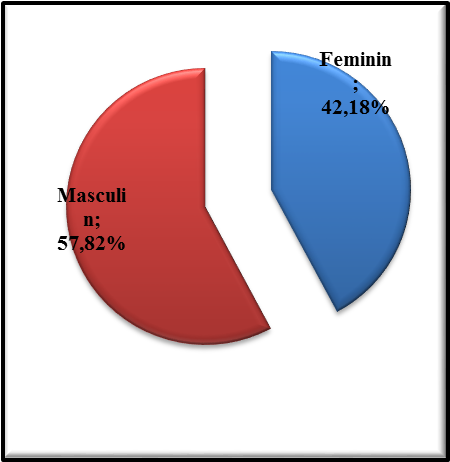 Feminin
;
42,18%
Masculi
n;
57,82%